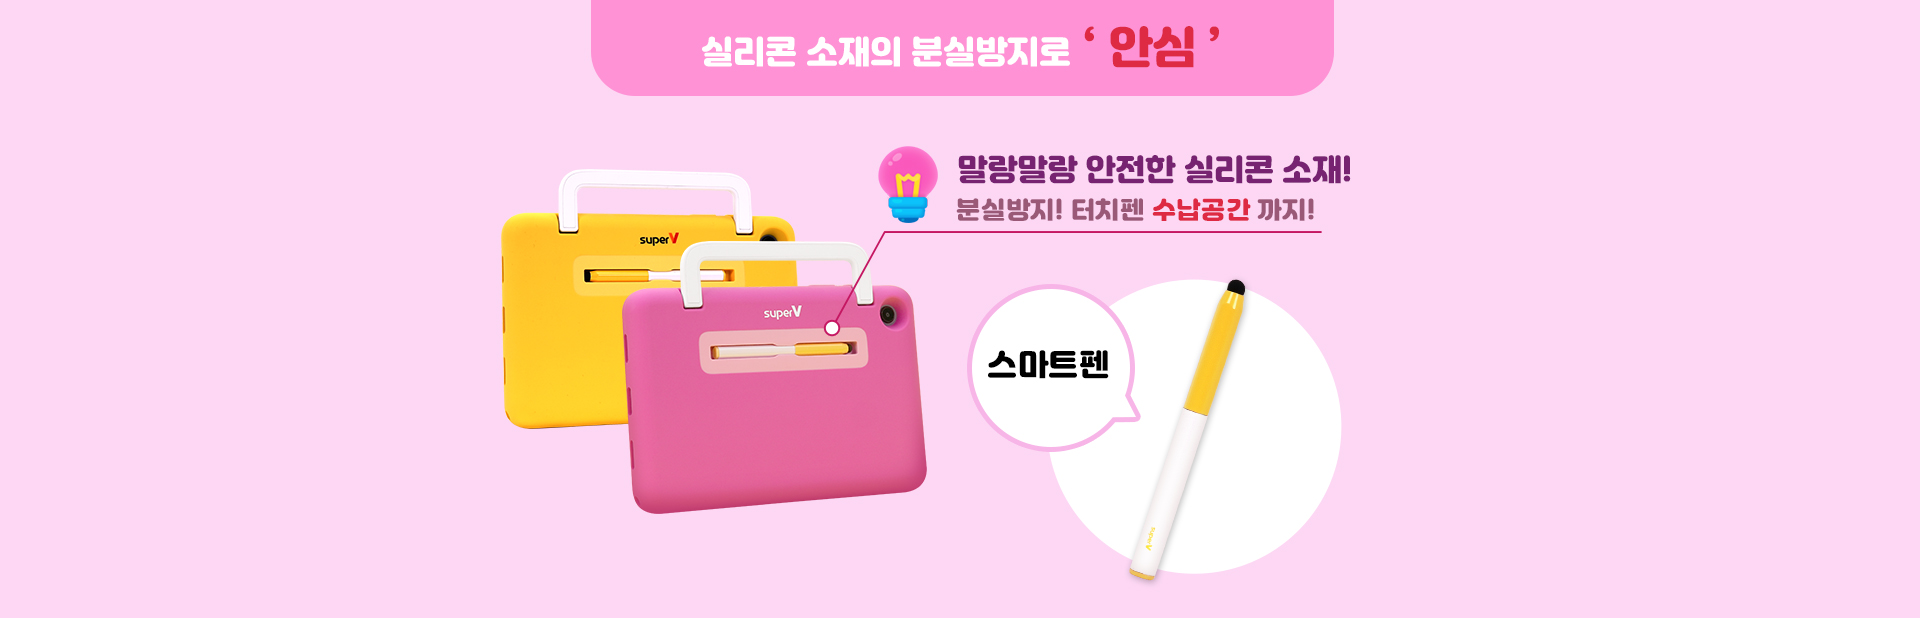 실리콘 소재의 분실방지로 ‘ 안심 ’
말랑말랑 안전한 실리콘 소재!
분실방지! 터치펜 수납공간 까지!
superV
superV
스마트펜